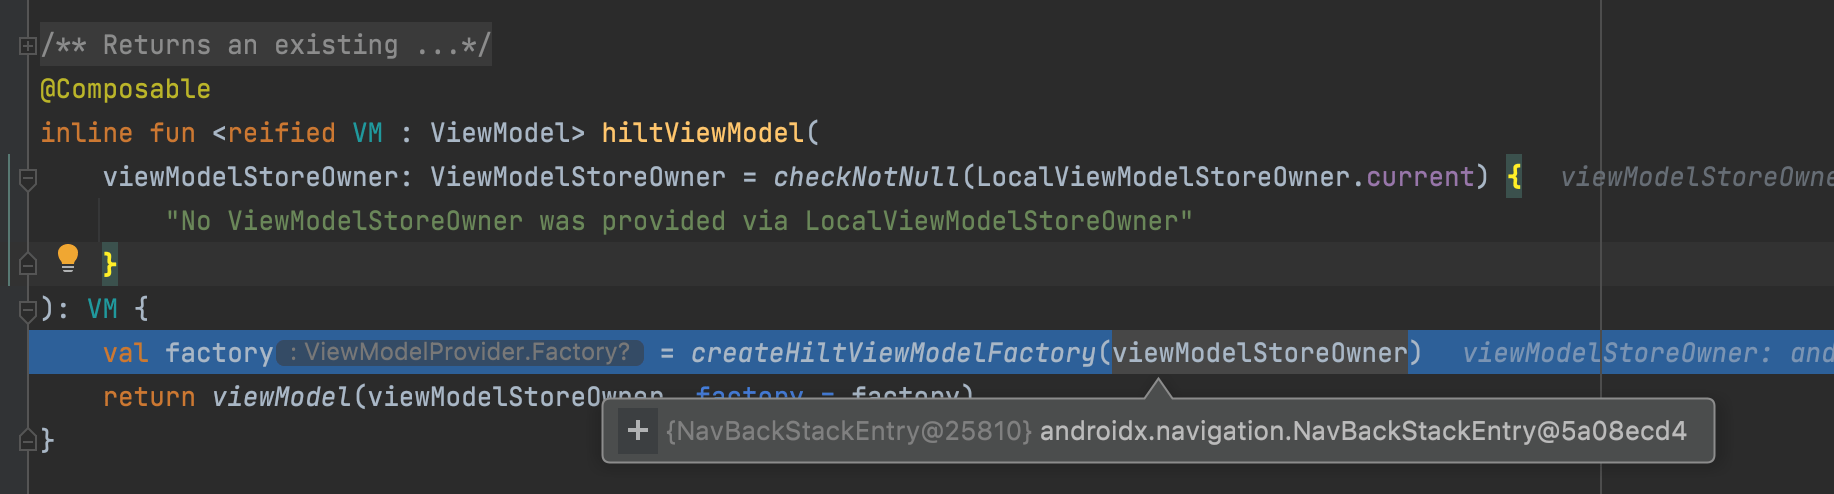 /** Returns an existing ...*/
@Composable
inline fun <reified VM : ViewModel> hiltViewModel(
viewModelStoreOwner: ViewModelStoreOwner = checkNotNull(LocalViewModelStoreOwner.current) { viewModelStoreOwne
"No ViewModelStoreOwner was provided via LocalViewModelStoreOwner"
}
): VM {
val factory : ViewModelProvider.Factory? = createHiltViewModelFactory(viewModelStoreOwner) viewModelStoreOwner: and
return viewModel(viewModelStoreOwner, factory = factory)
+ {NavBackStackEntry@25810} androidx.navigation.NavBackStackEntry@5a08ecd4
}